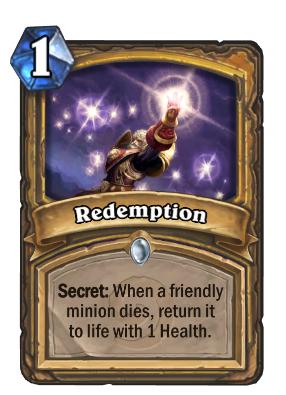 1
Redemption
Secret: When a friendly
minion dies, return it
to life with 1 Health.